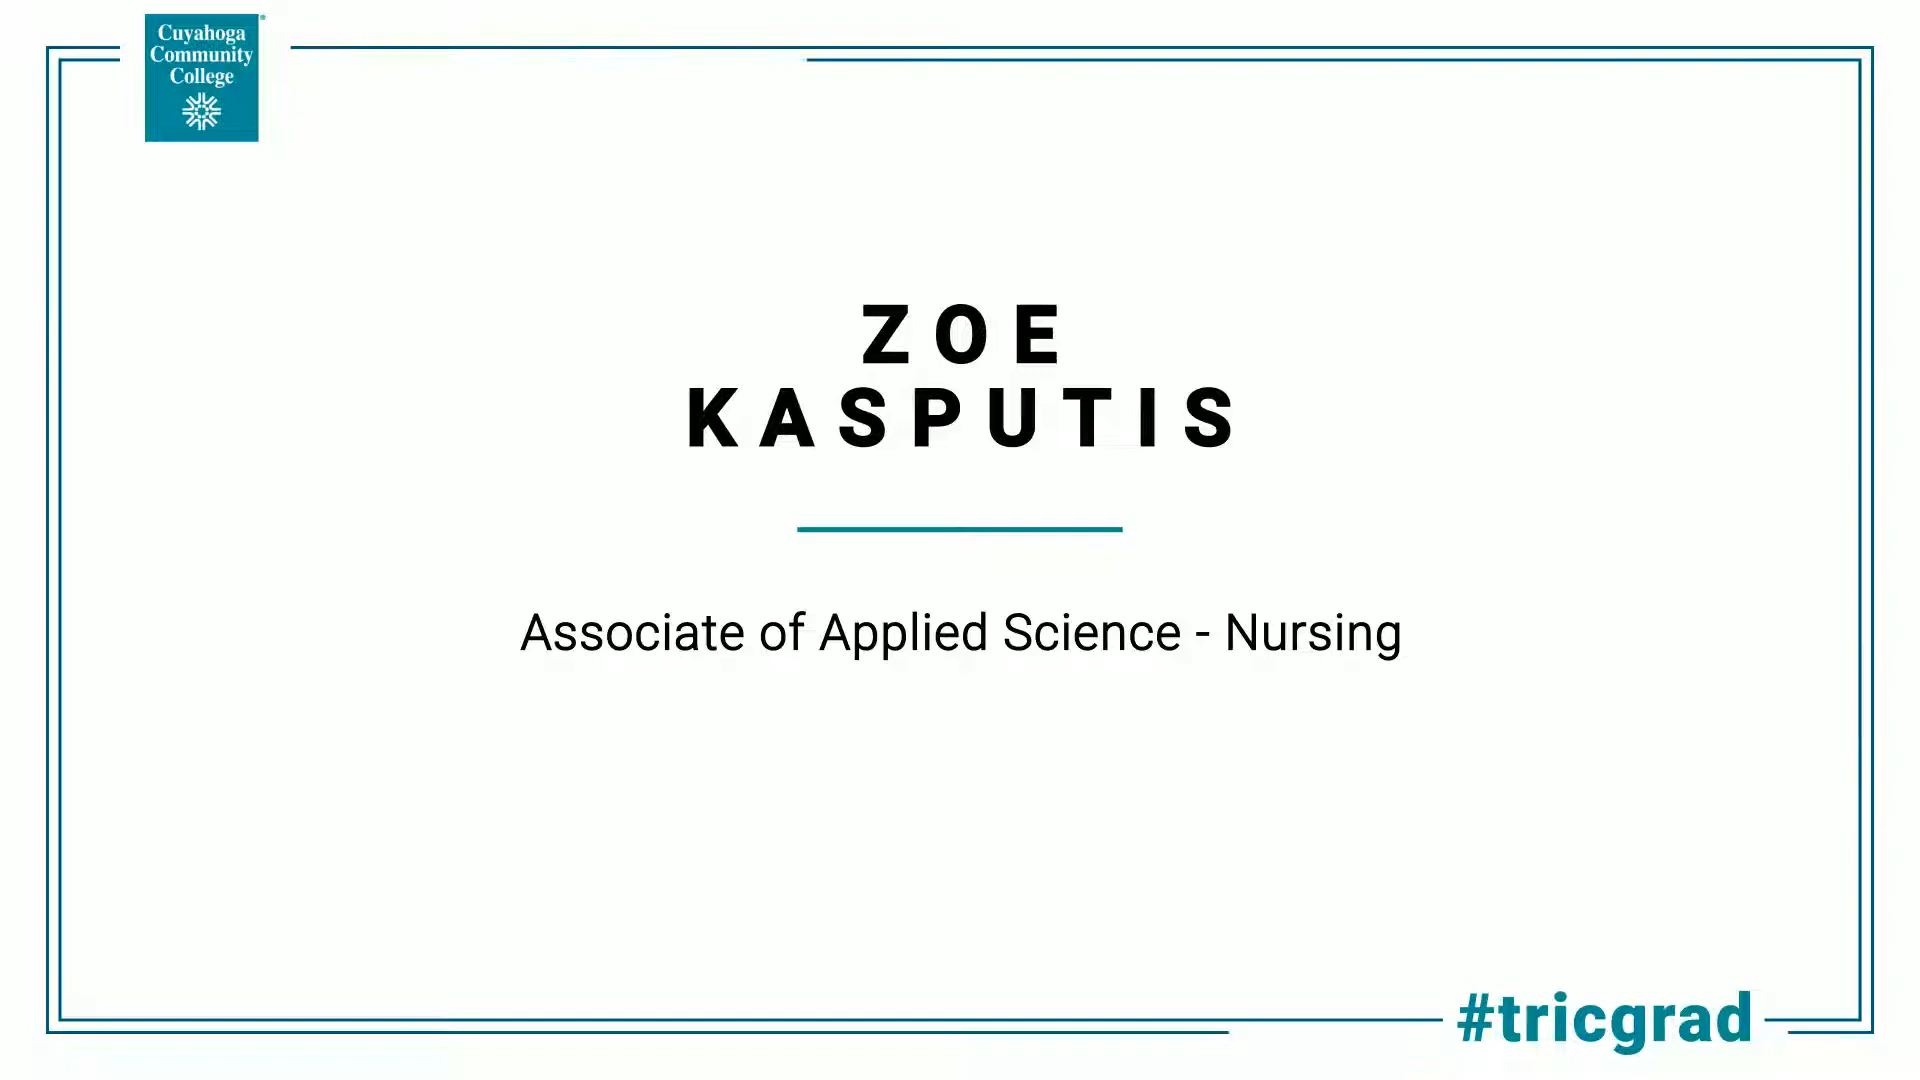 Cuyahoga
Community
College
ZOE
KASPUTIS
Associate of Applied Science - Nursing
#tricgrad